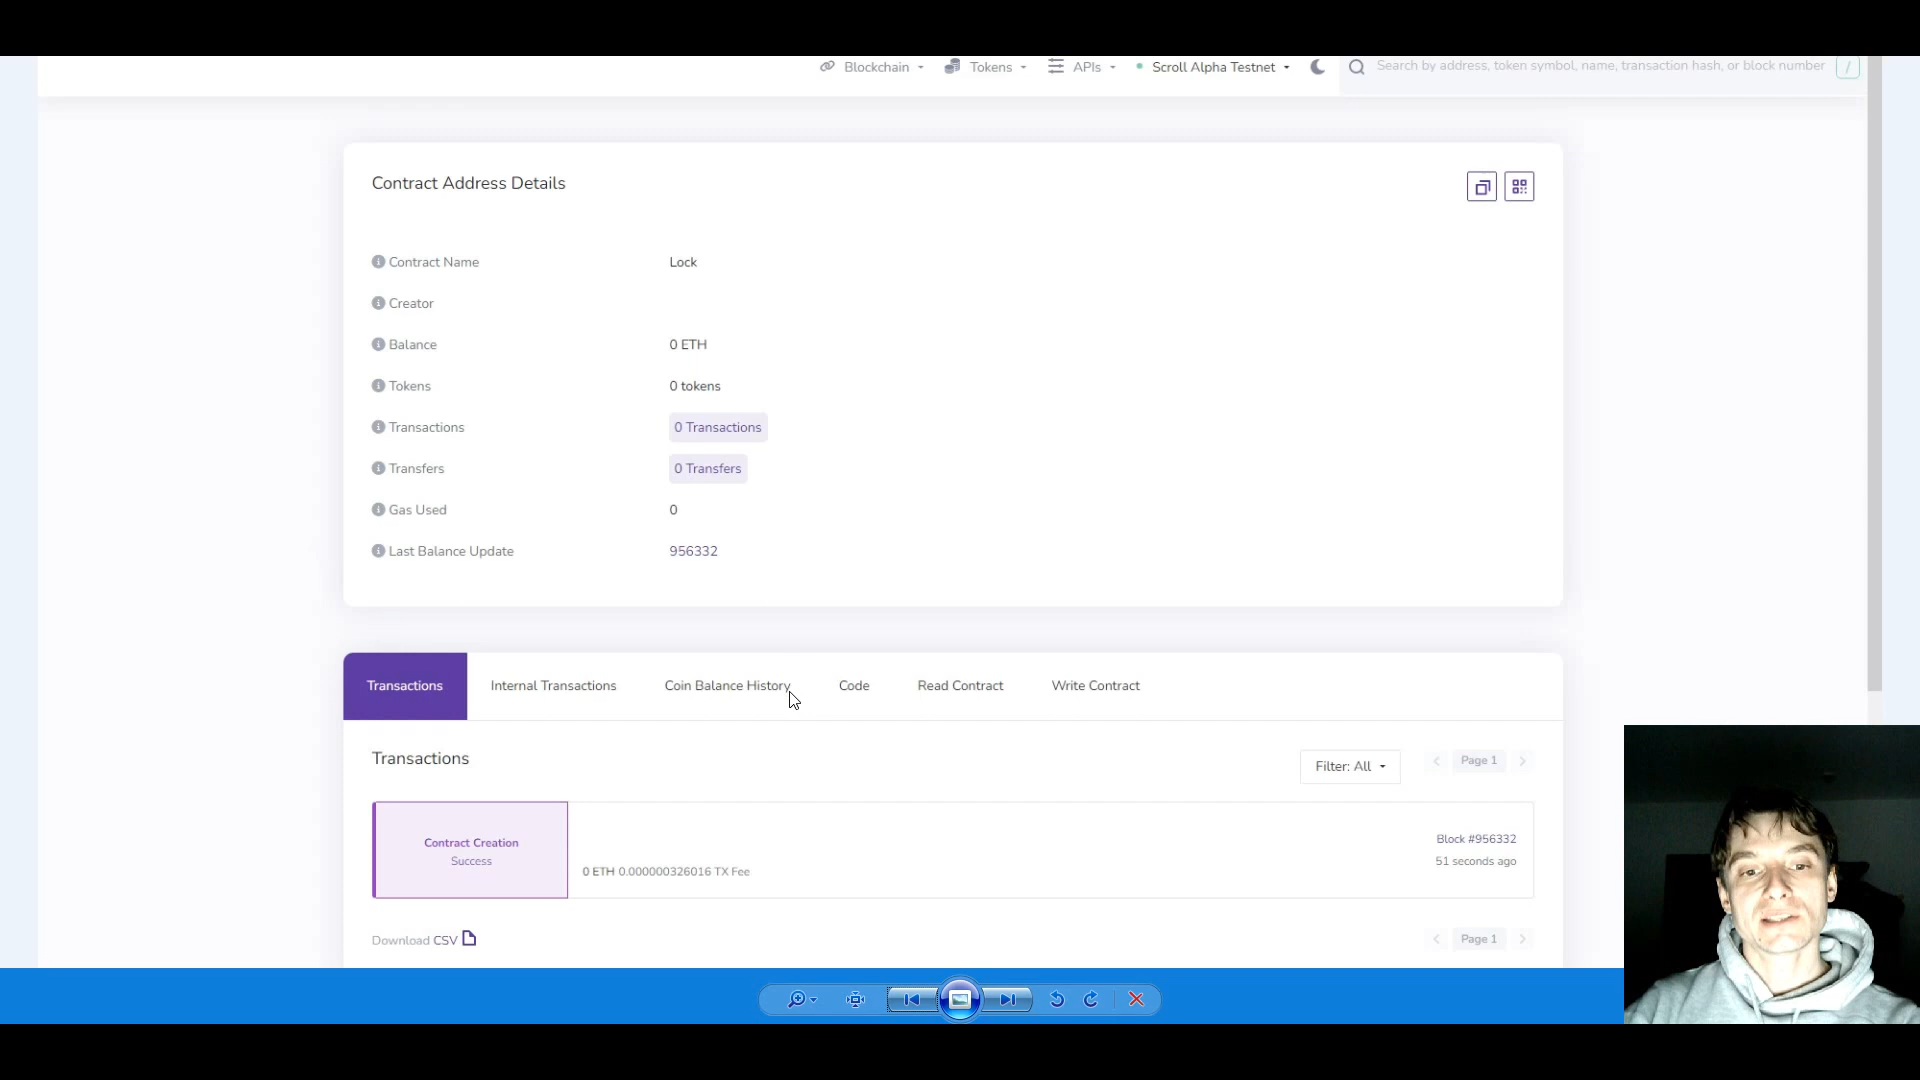 Blockchain Tokens APIs Scroll Alpha Testnet Search by address, token symbol, name, transaction hash, or block number /
Contract Address Details
Contract Name Lock
Creator
Balance 0 ETH
Tokens 0 tokens
Transactions 0 Transactions
Transfers 0 Transfers
Gas Used 0
Last Balance Update 956332
Transactions Internal Transactions Coin Balance History Code Read Contract Write Contract
Transactions
Filter: All
Page 1
Contract Creation
Success
0 ETH 0.000000326016 TX Fee
Block #956332
51 seconds ago
Download CSV
Page 1